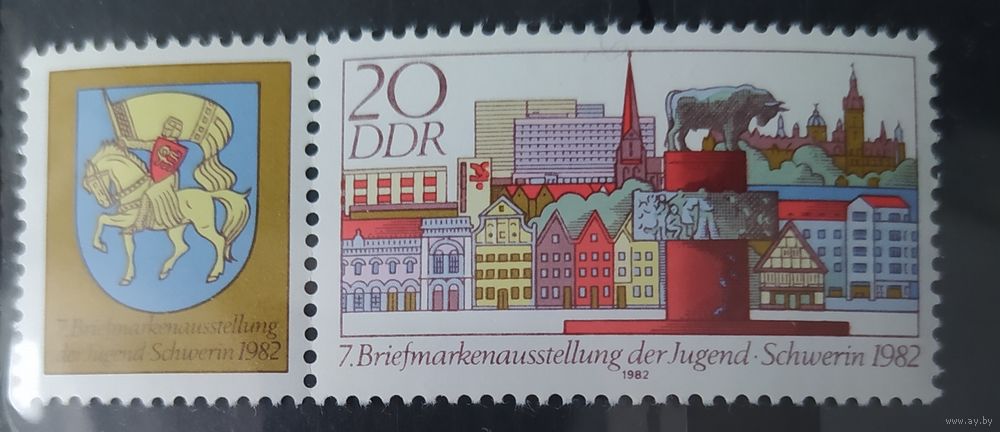 7. Briefmarkenausstellung
der Jugend Schwerin 1982
20
DDR
7. Briefmarkenausstellung der Jugend · Schwerin 1982
1982
www.ay.by